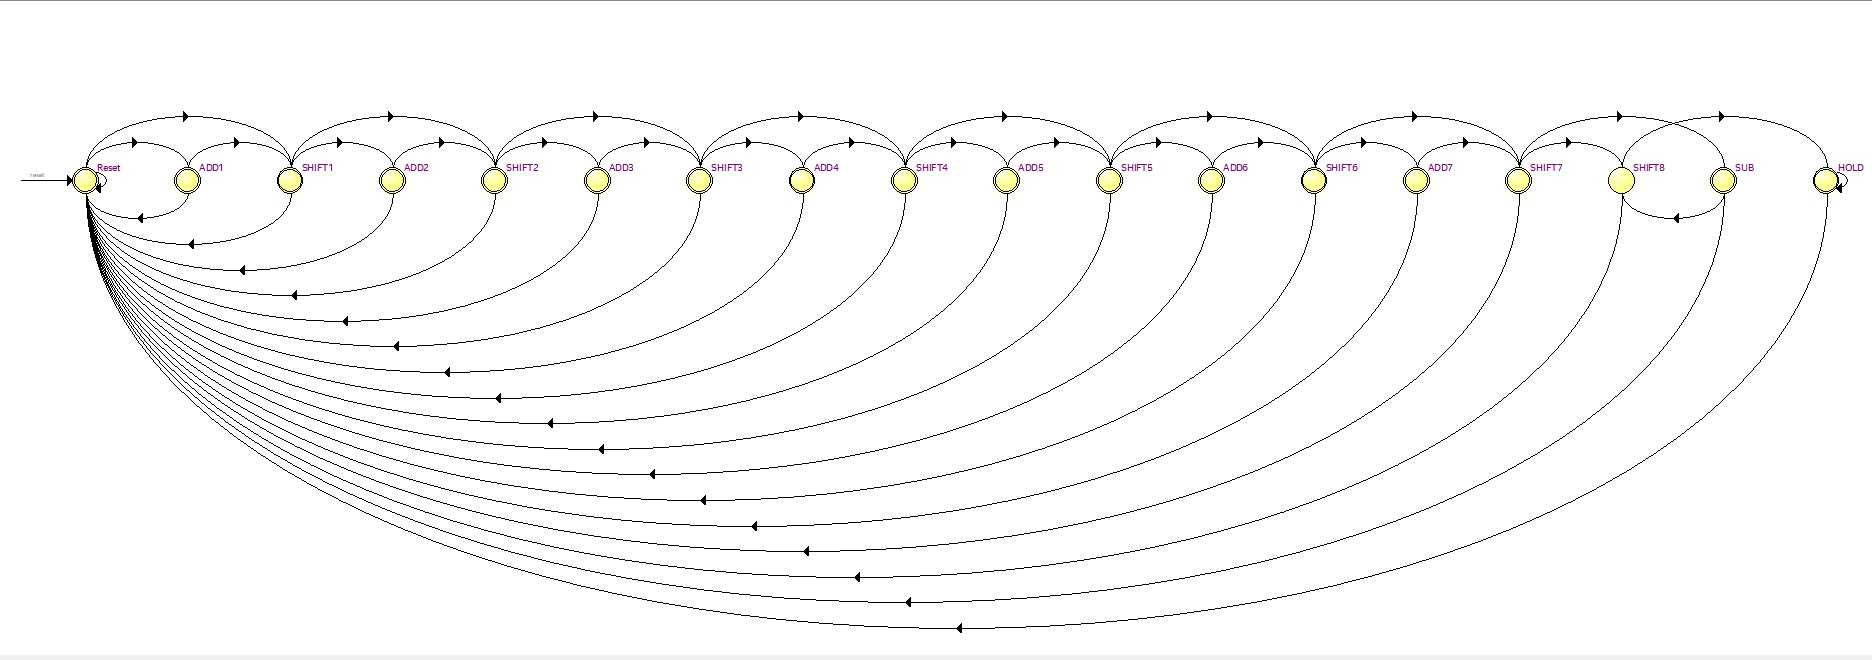 reset
Reset
ADD1
SHIFT1
ADD2
SHIFT2
ADD3
SHIFT3
ADD4
SHIFT4
ADD5
SHIFT5
ADD6
SHIFT6
ADD7
SHIFT7
SHIFT8
SUB
HOLD